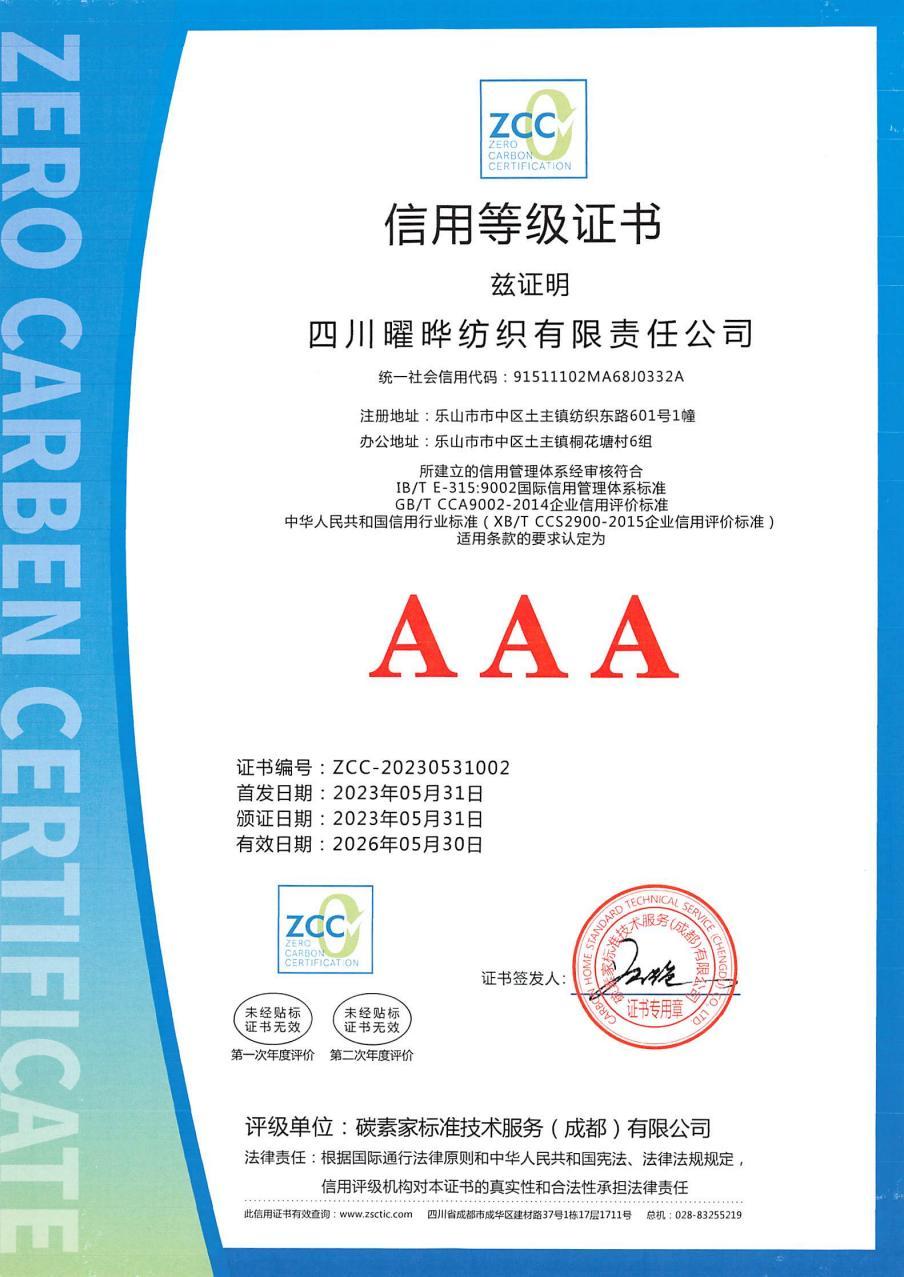 ZERO CARBEN CERTIFICATE
ZCC
ZERO
CARBON
CERTIFICATION
信用等级证书
兹证明
四川曜晔纺织有限责任公司
统一社会信用代码：91511102MA68J0332A
注册地址：乐山市市中区土主镇纺织东路601号1幢
办公地址：乐山市市中区土主镇桐花塘村6组
所建立的信用管理体系经审核符合
IB/T E-315:9002国际信用管理体系标准
GB/T CCA9002-2014企业信用评价标准
中华人民共和国信用行业标准（XB/T CCS2900-2015企业信用评价标准）
适用条款的要求认定为
AAA
证书编号：ZCC-20230531002
首发日期：2023年05月31日
颁证日期：2023年05月31日
有效日期：2026年05月30日
ZCC
ZERO
CARBON
CERTIFICATION
未经贴标
证书无效
第一次年度评价
未经贴标
证书无效
第二次年度评价
证书签发人：
CARBON HOME STANDARD TECHNICAL SERVICE (CHENGDU) CO., LTD.
碳素家标准技术服务(成都)有限公司
证书专用章
评级单位：碳素家标准技术服务（成都）有限公司
法律责任：根据国际通行法律原则和中华人民共和国宪法、法律法规规定，
信用评级机构对本证书的真实性和合法性承担法律责任
此信用证书有效查询：www.zsctic.com 四川省成都市成华区建材路37号1栋17层1711号 总机：028-83255219